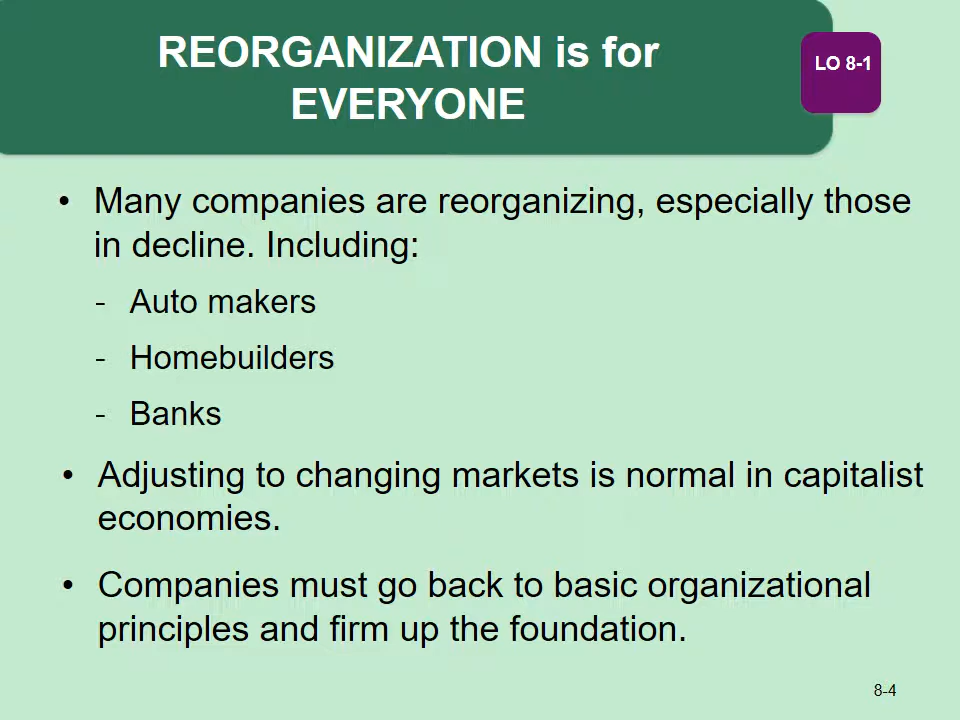 REORGANIZATION is for
EVERYONE
LO 8-1
• Many companies are reorganizing, especially those
in decline. Including:
- Auto makers
- Homebuilders
- Banks
• Adjusting to changing markets is normal in capitalist
economies.
• Companies must go back to basic organizational
principles and firm up the foundation.
8-4